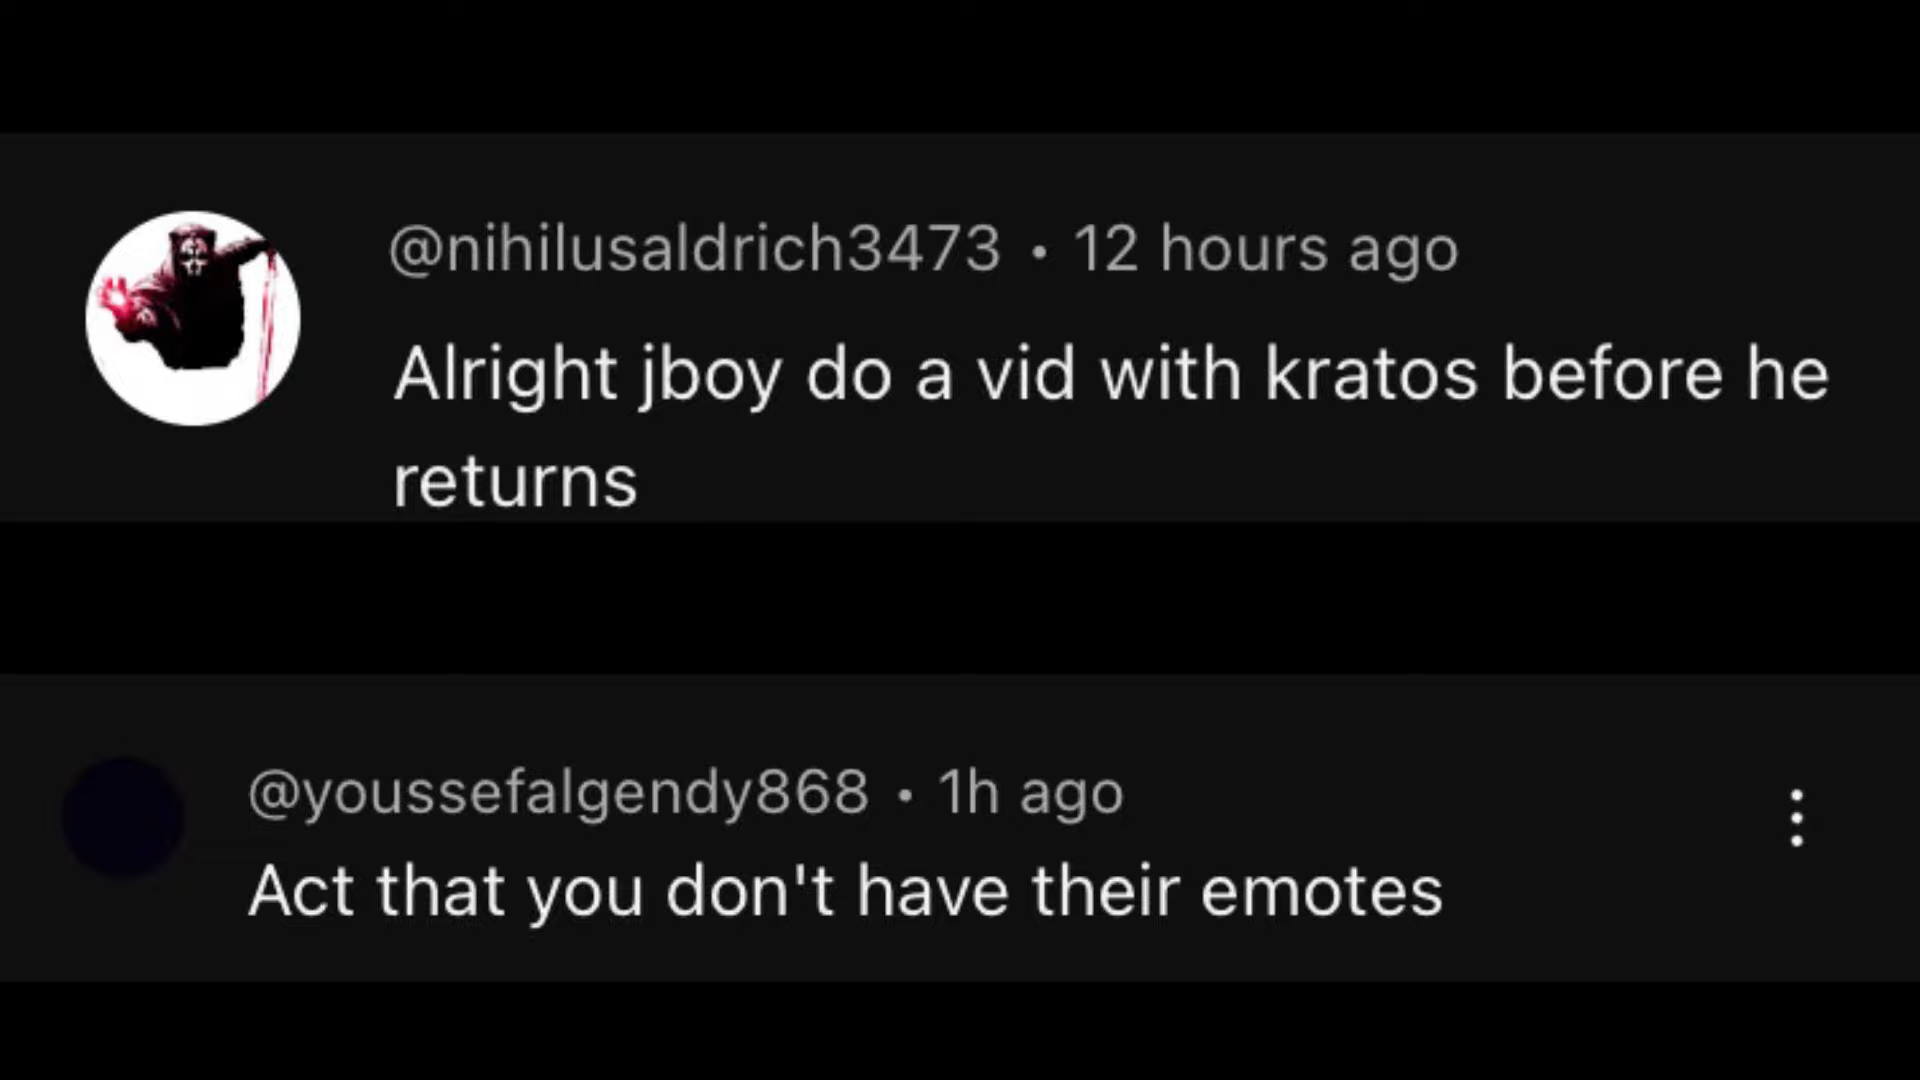 @nihilusaldrich3473 • 12 hours ago
Alright jboy do a vid with kratos before he
returns
@youssefalgendy868 • 1h ago
Act that you don't have their emotes